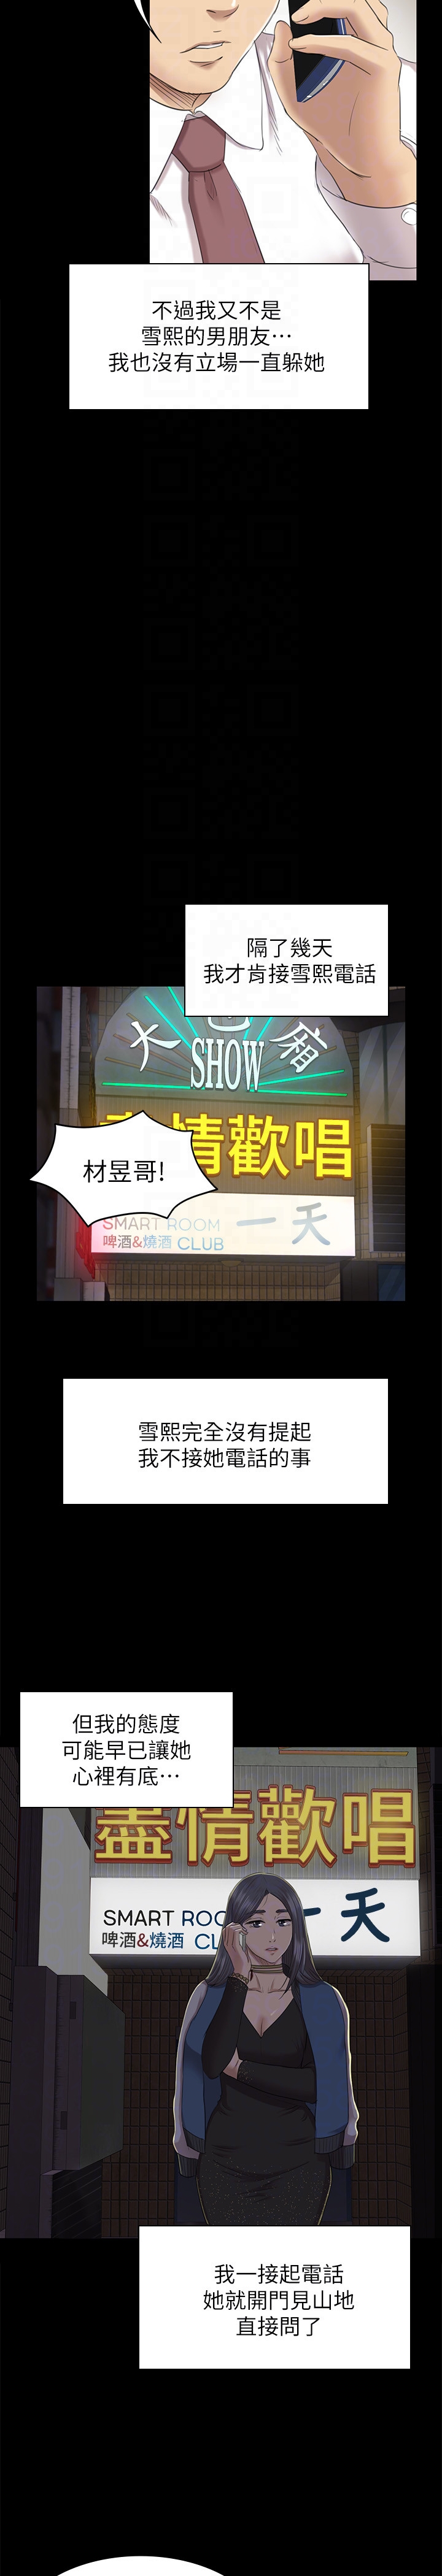 不過我又不是
雪熙的男朋友…
我也沒有立場一直躲她
隔了幾天
我才肯接雪熙電話
大包廂
SHOW
情歡唱
材昱哥!
SMART ROOM 一天
啤酒&燒酒 CLUB
雪熙完全沒有提起
我不接她電話的事
但我的態度
可能早已讓她
心裡有底…
盡情歡唱
SMART ROO 一天
啤酒&燒酒 CL
我一接起電話
她就開門見山地
直接問了